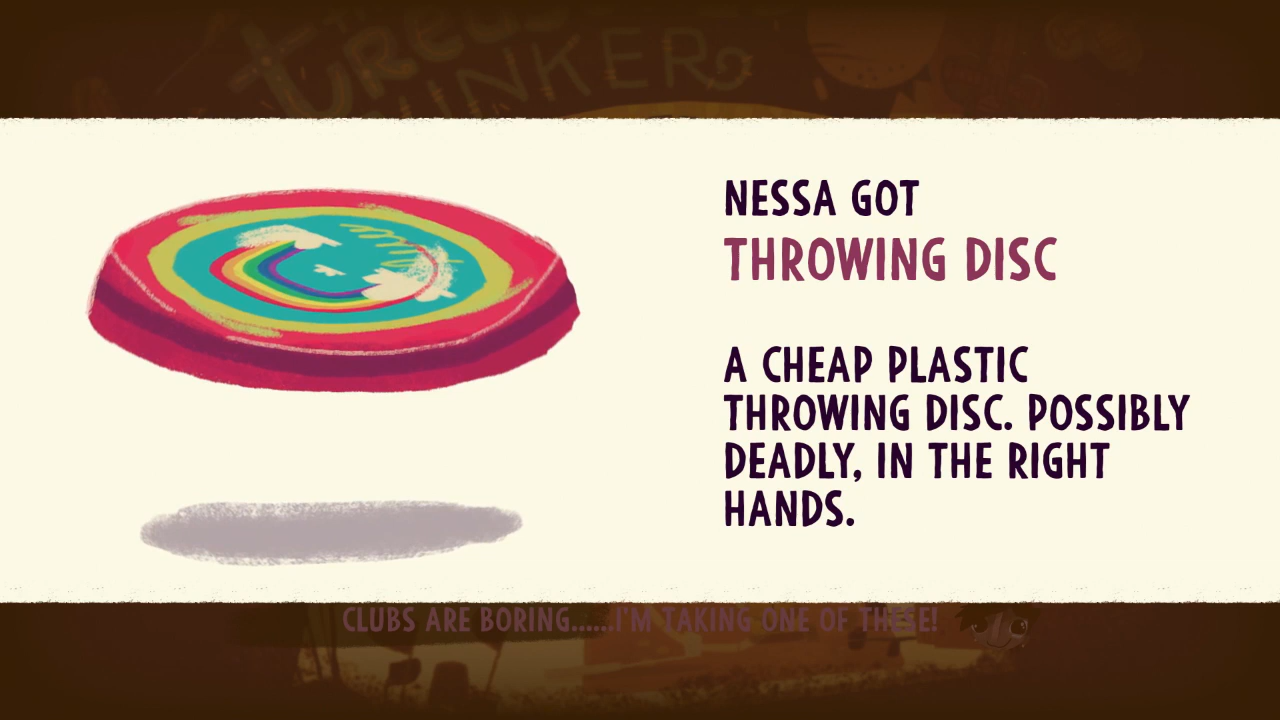 NESSA GOT
THROWING DISC
A CHEAP PLASTIC
THROWING DISC. POSSIBLY
DEADLY, IN THE RIGHT
HANDS.
CLUBS ARE BORING......I'M TAKING ONE OF THESE!